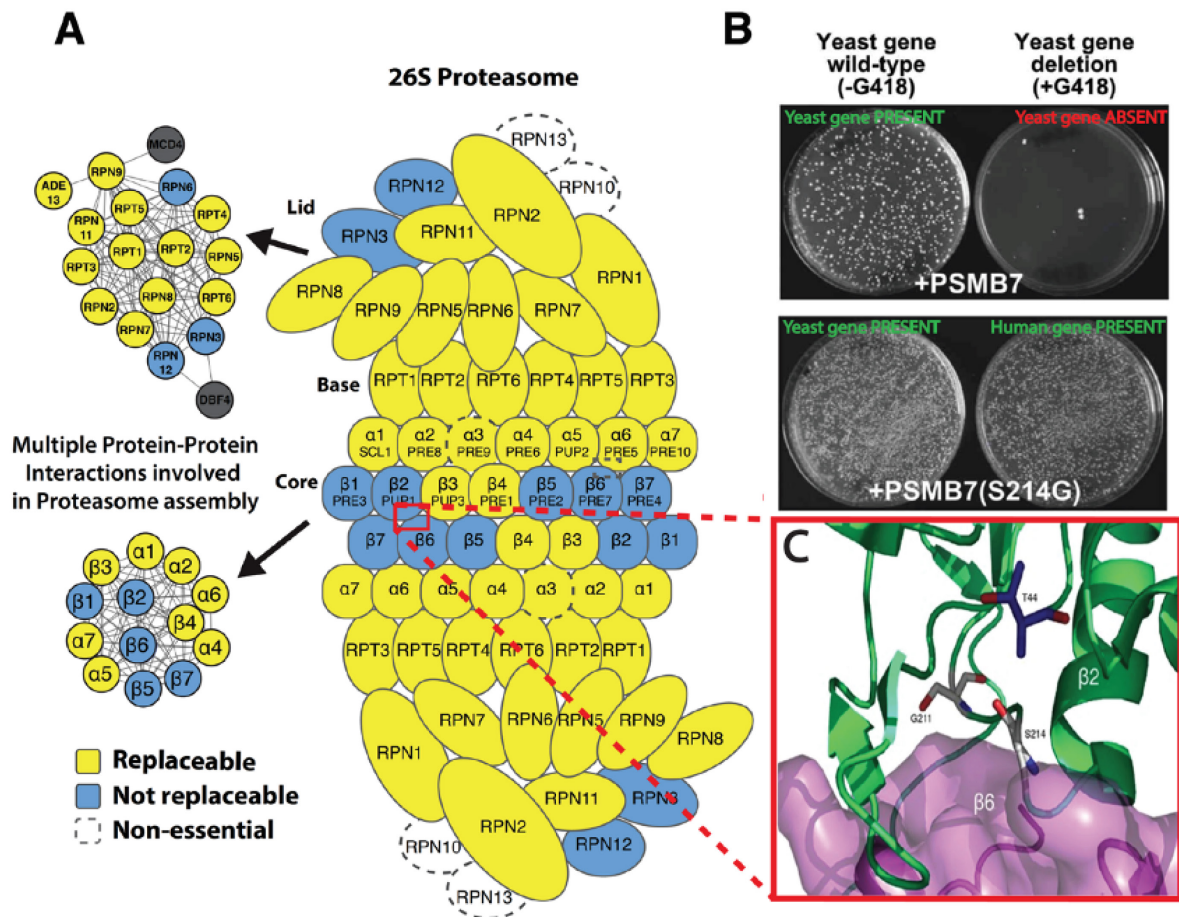 A
26S Proteasome
MCD4
RPN9
ADE
13
RPN6
RPT5
RPT4
RPN
11
RPT1
RPT2
RPN5
RPT3
RPN8
RPT6
RPN2
RPN7
RPN3
RPN
12
DBF4
Multiple Protein-Protein
Interactions involved
in Proteasome assembly
α1
β3
α2
β1
β2
α6
β4
α7
β6
α4
α5
β5
β7
Replaceable
Not replaceable
Non-essential
Lid
Base
Core
RPN13
RPN10
RPN12
RPN2
RPN3
RPN11
RPN1
RPN8
RPN9
RPN5
RPN6
RPN7
RPT1 RPT2 RPT6 RPT4 RPT5 RPT3
α1 α2 α3 α4 α5 α6 α7
SCL1 PRE8 PRE9 PRE6 PUP2 PRE5 PRE10
β1 β2 β3 β4 β5 β6 β7
PRE3 PUP1 PUP3 PRE1 PRE2 PRE7 PRE4
β7 β6 β5 β4 β3 β2 β1
α7 α6 α5 α4 α3 α2 α1
RPT3 RPT5 RPT4 RPT6 RPT2 RPT1
RPN7
RPN6
RPN5
RPN9
RPN8
RPN1
RPN11
RPN3
RPN2
RPN12
RPN10
RPN13
B
Yeast gene
wild-type
(-G418)
Yeast gene
deletion
(+G418)
Yeast gene PRESENT
Yeast gene ABSENT
+PSMB7
Yeast gene PRESENT
Human gene PRESENT
+PSMB7(S214G)
C
T44
β2
G211
S214
β6